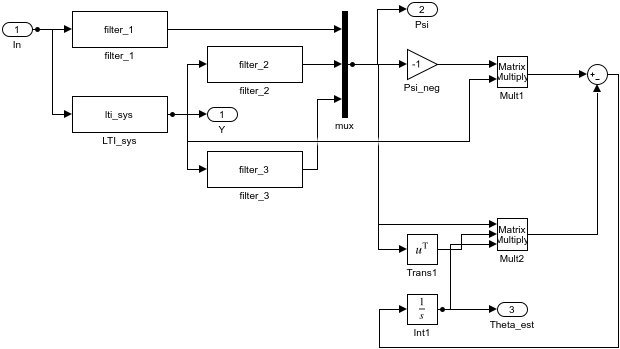 1
In
filter_1
filter_1
lti_sys
LTI_sys
1
Y
filter_2
filter_2
filter_3
filter_3
mux
2
Psi
-1
Psi_neg
Matrix
Multiply
Mult1
+
−
Matrix
Multiply
Mult2
uT
Trans1
1
s
Int1
3
Theta_est